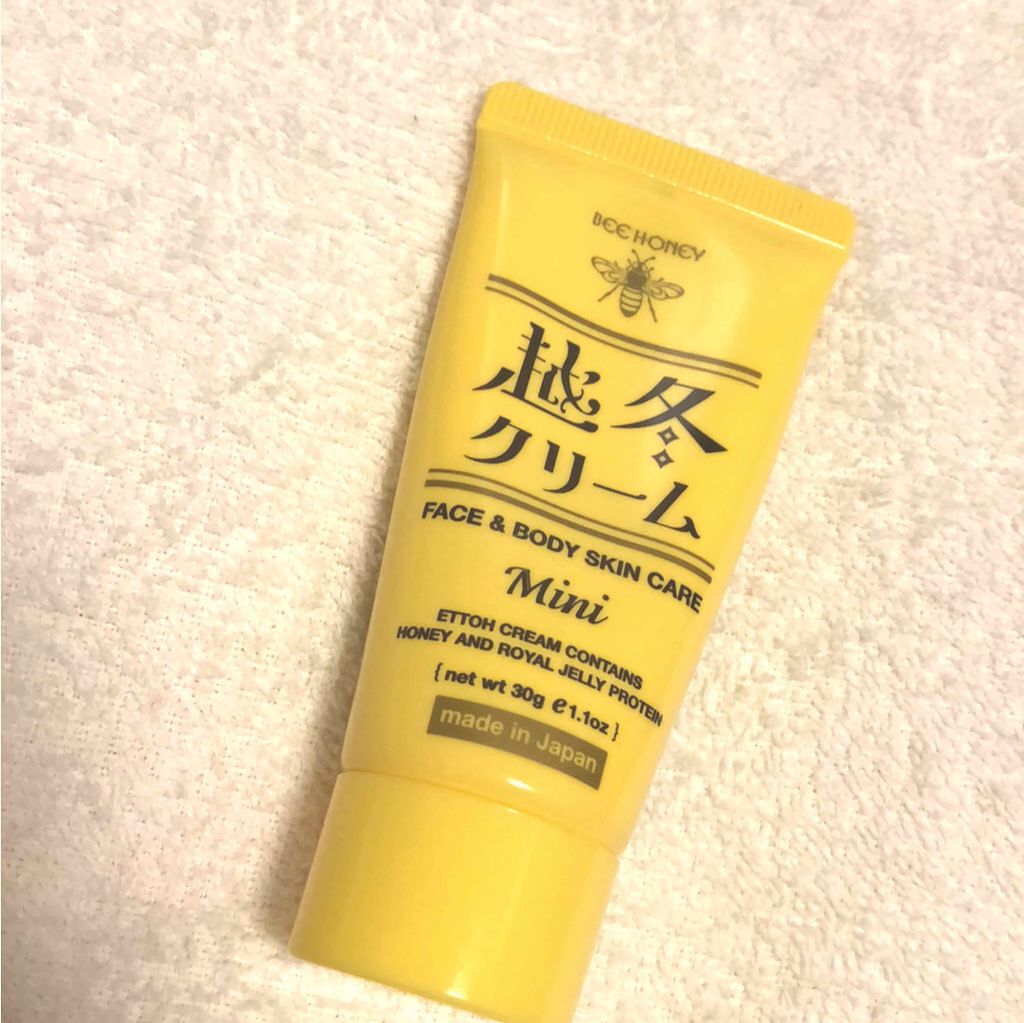 BEE HONEY
越冬
クリーム
FACE & BODY SKIN CARE
Mini
ETTOH CREAM CONTAINS
HONEY AND ROYAL JELLY PROTEIN
{ net wt 30g ℮1.1oz }
made in Japan